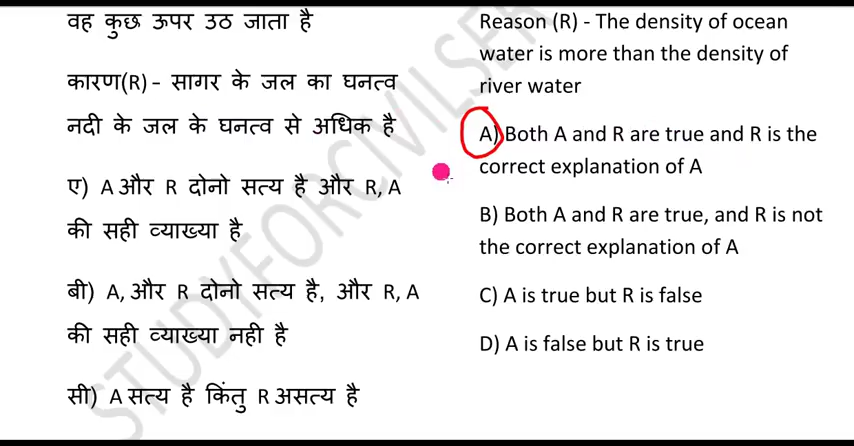 वह कुछ ऊपर उठ जाता है
कारण(R) – सागर के जल का घनत्व
नदी के जल के घनत्व से अधिक है
ए) A और R दोनो सत्य है और R, A
की सही व्याख्या है
बी) A, और R दोनो सत्य है, और R, A
की सही व्याख्या नही है
सी) A सत्य है किंतु R असत्य है
Reason (R) - The density of ocean
water is more than the density of
river water
A) Both A and R are true and R is the
correct explanation of A
B) Both A and R are true, and R is not
the correct explanation of A
C) A is true but R is false
D) A is false but R is true
STUDYFORCIVILSER